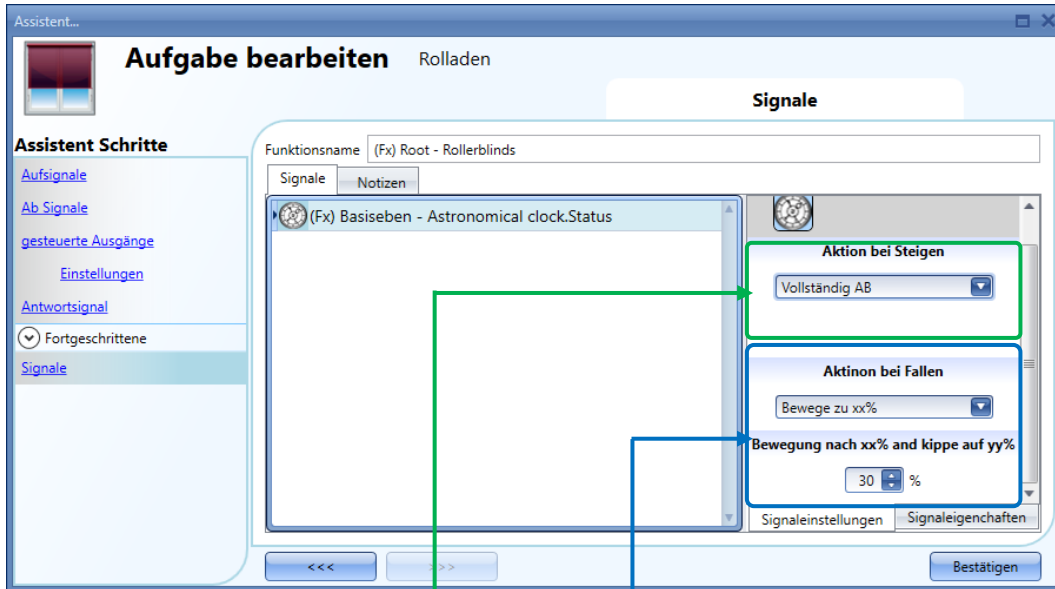 Assistent...
Aufgabe bearbeiten Rolladen
Signale
Assistent Schritte
Aufsignale
Ab Signale
gesteuerte Ausgänge
Einstellungen
Antwortsignal
Fortgeschrittene
Signale
Funktionsname (Fx) Root - Rollerblinds
Signale Notizen
(Fx) Basiseben - Astronomical clock.Status
Aktion bei Steigen
Vollständig AB
Aktinon bei Fallen
Bewege zu xx%
Bewegung nach xx% and kippe auf yy%
30 %
Signaleinstellungen Signaleigenchaften
<<< >>> Bestätigen